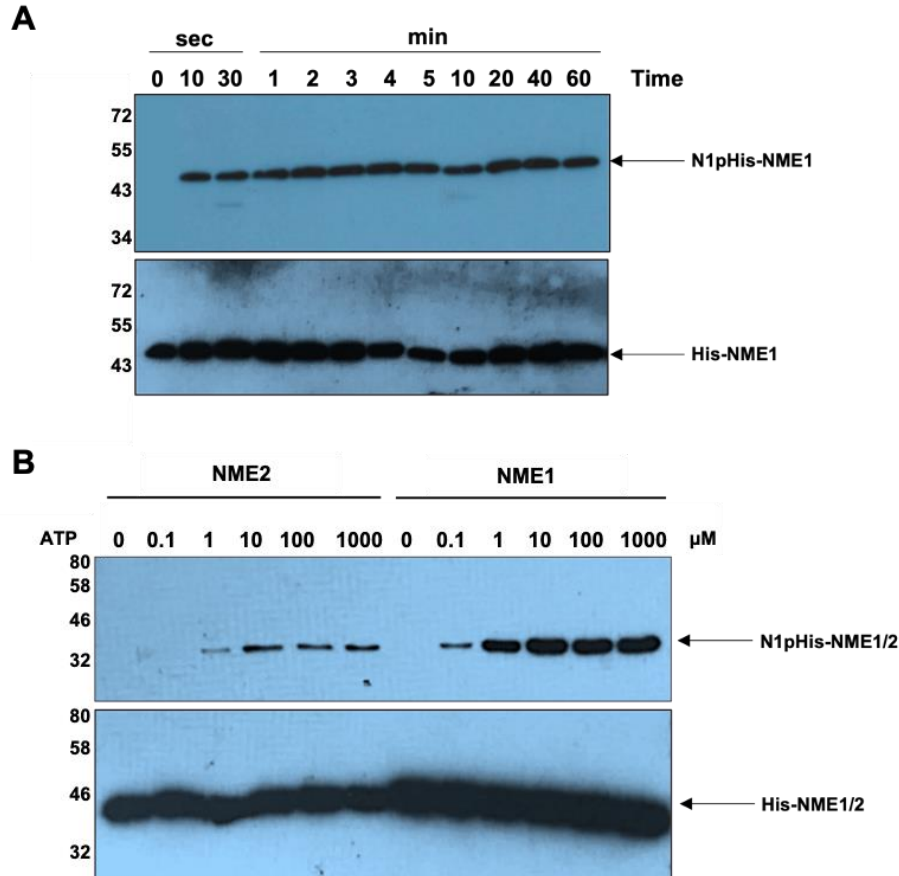 A
sec min
0 10 30 1 2 3 4 5 10 20 40 60 Time
72
55
43
34
N1pHis-NME1
72
55
43
His-NME1
B
NME2 NME1
ATP 0 0.1 1 10 100 1000 0 0.1 1 10 100 1000 µM
80
58
46
32
N1pHis-NME1/2
80
58
46
32
His-NME1/2